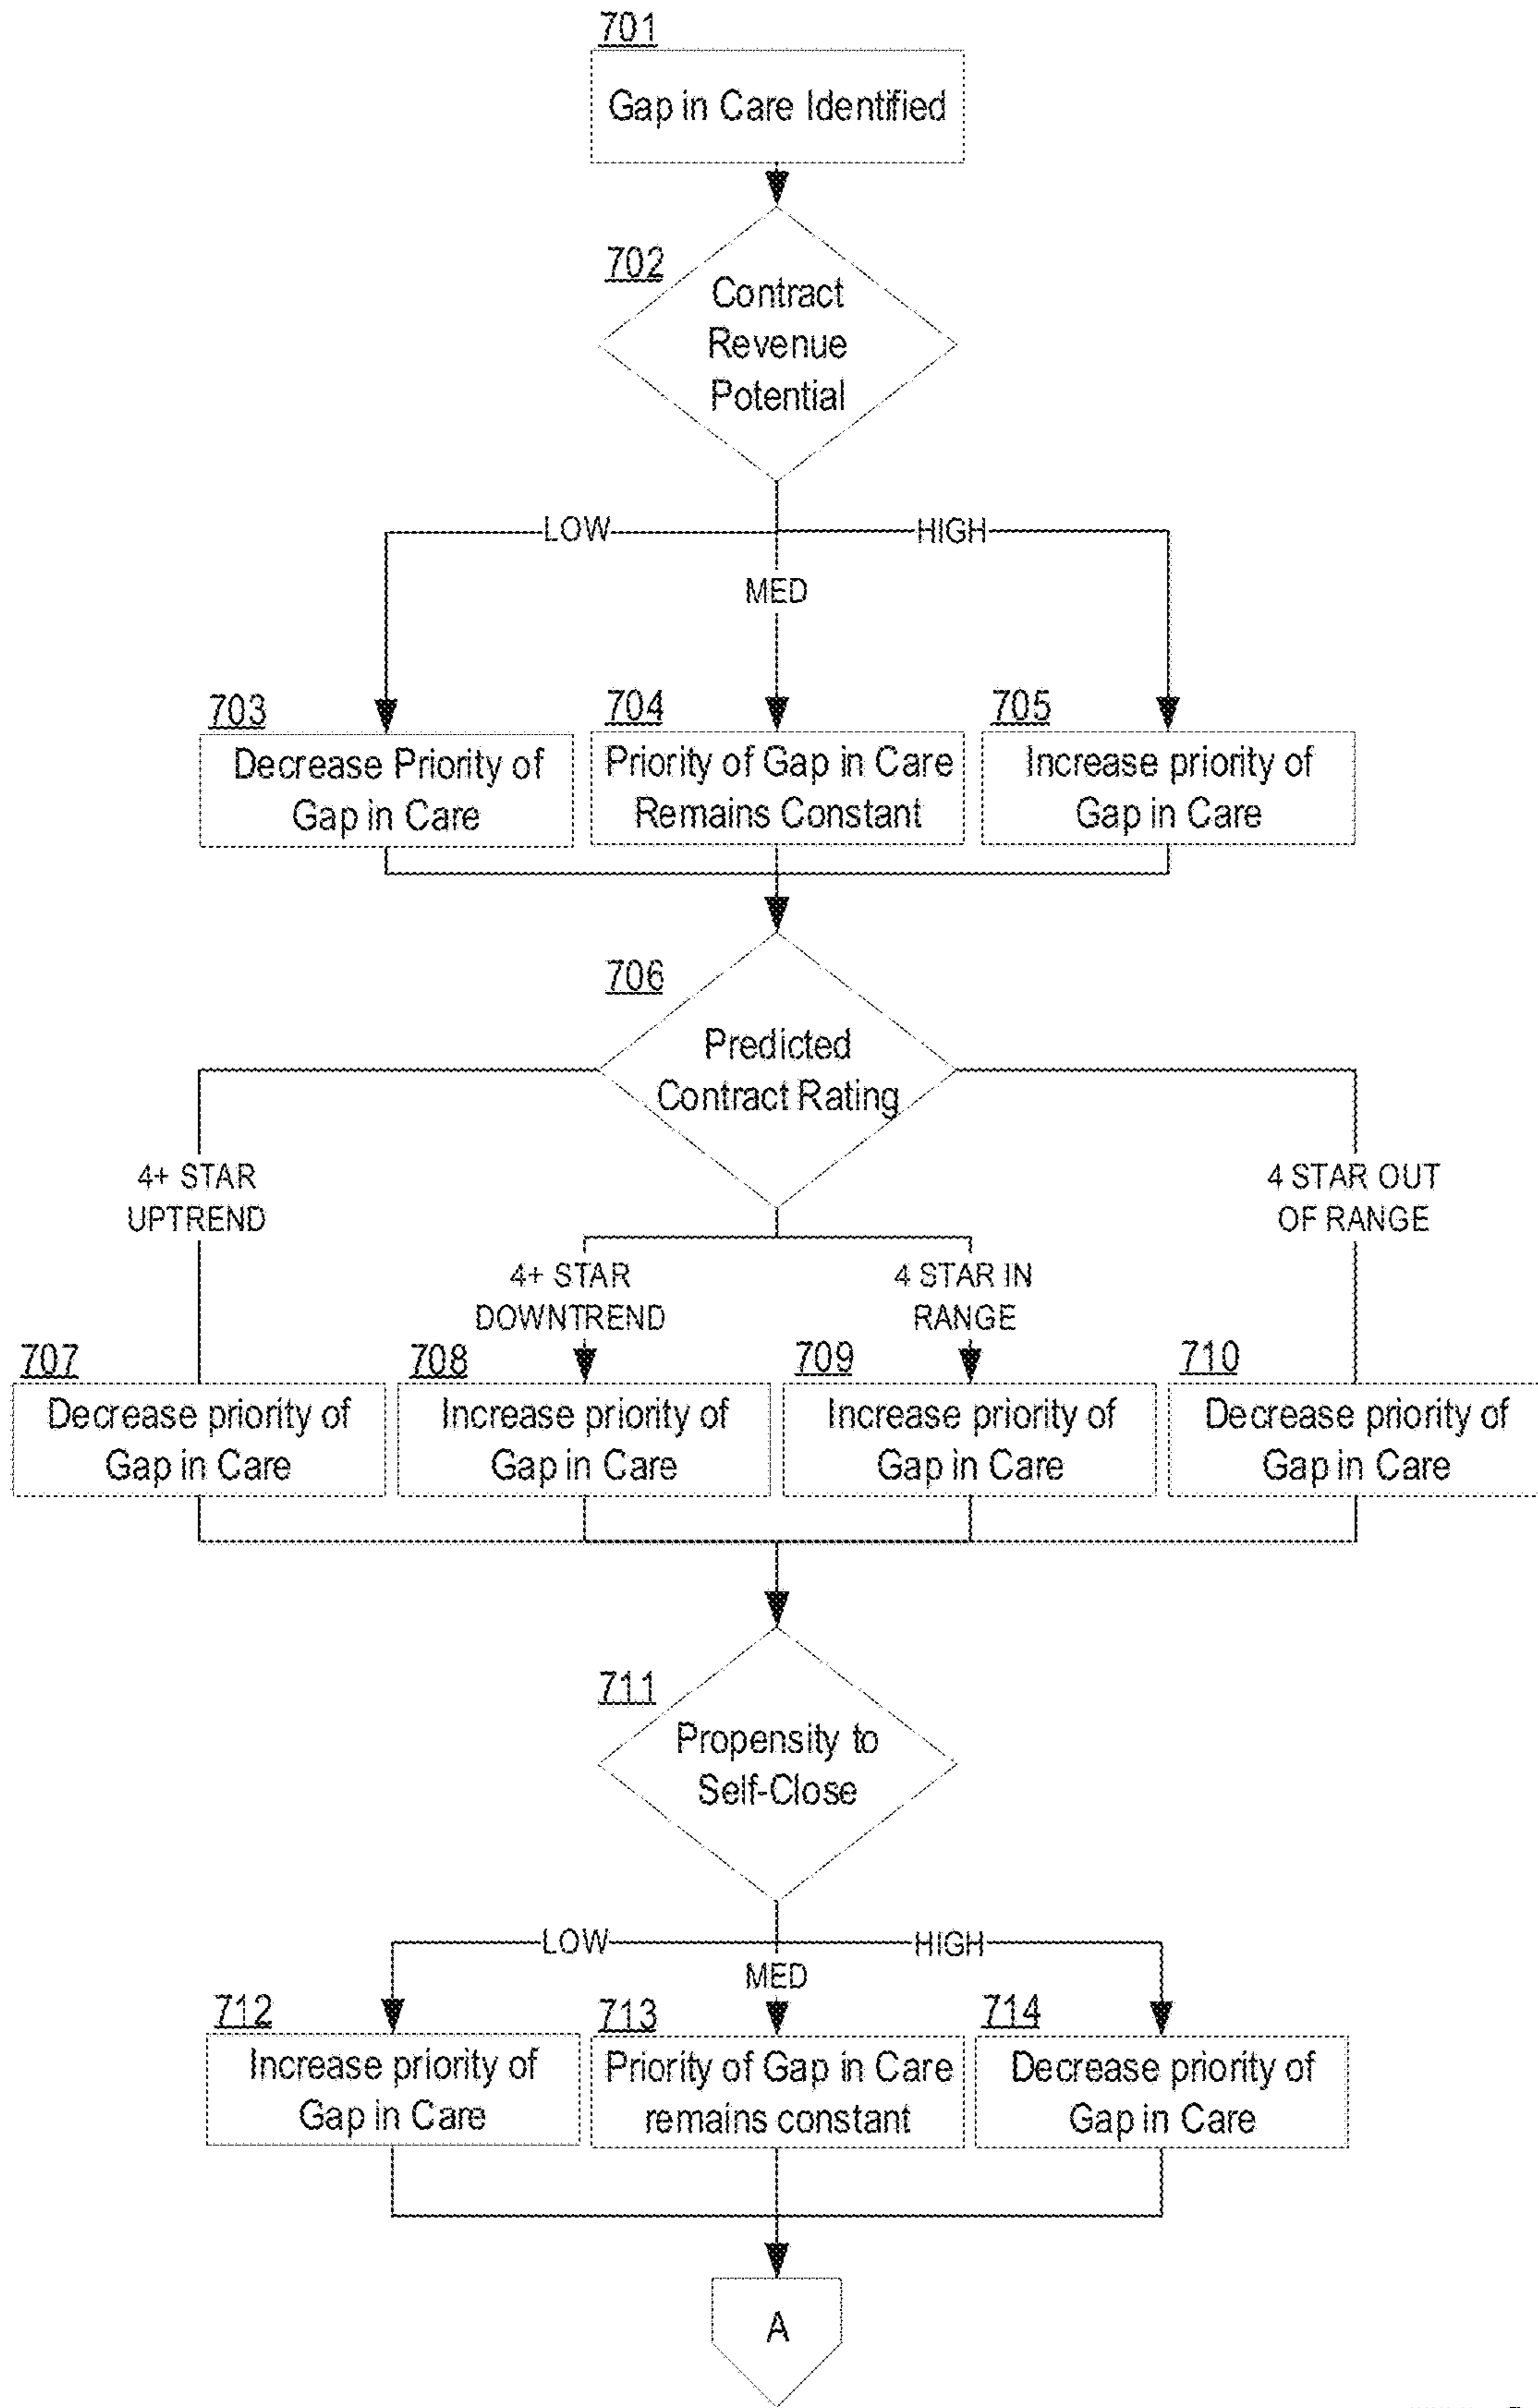 701
Gap in Care Identified
702
Contract
Revenue
Potential
LOW
HIGH
MED
703
Decrease Priority of
Gap in Care
704
Priority of Gap in Care
Remains Constant
705
Increase priority of
Gap in Care
706
Predicted
Contract Rating
4+ STAR
UPTREND
4+ STAR
DOWNTREND
4 STAR IN
RANGE
4 STAR OUT
OF RANGE
707
Decrease priority of
Gap in Care
708
Increase priority of
Gap in Care
709
Increase priority of
Gap in Care
710
Decrease priority of
Gap in Care
711
Propensity to
Self-Close
LOW
HIGH
MED
712
Increase priority of
Gap in Care
713
Priority of Gap in Care
remains constant
714
Decrease priority of
Gap in Care
A